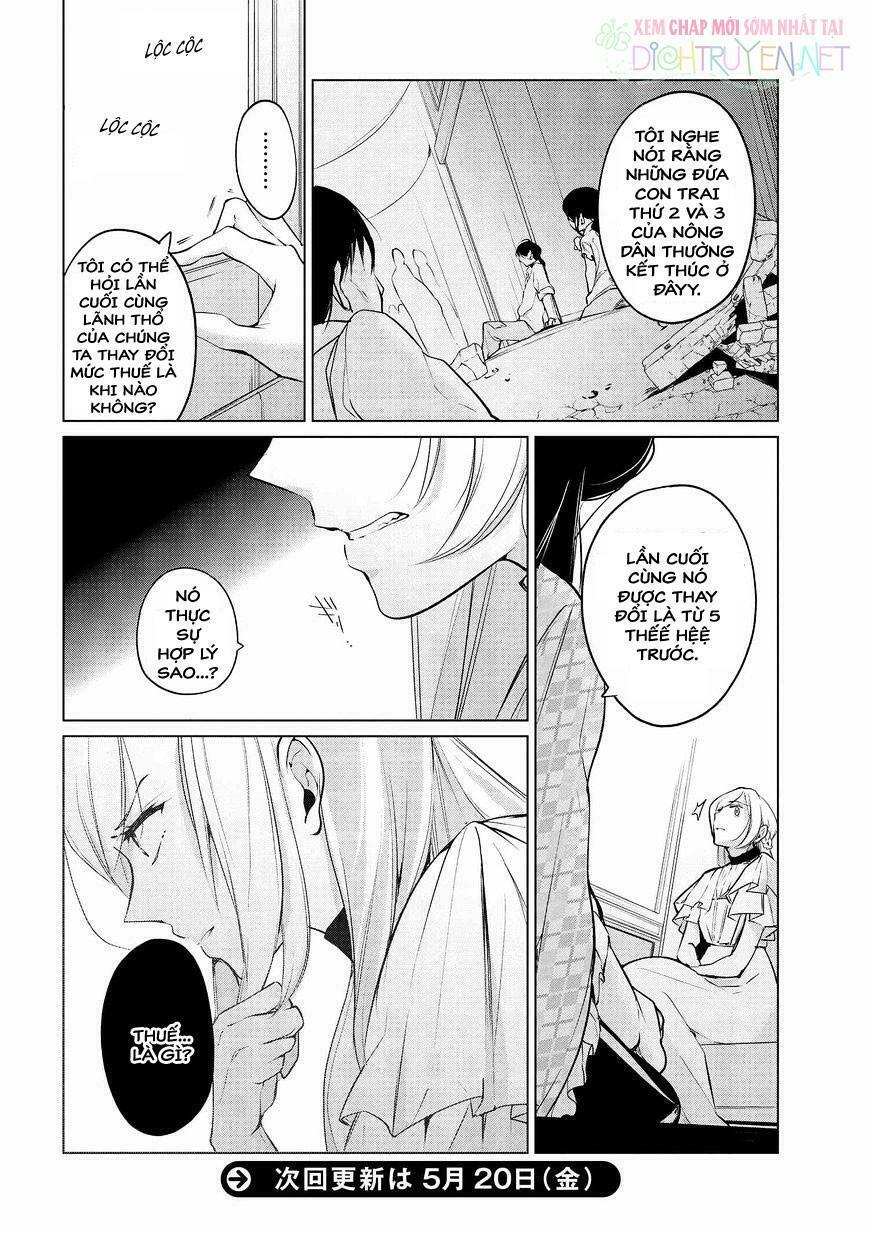 XEM CHAP MỚI SỚM NHẤT TẠI
DICHTRUYEN.NET
TÔI NGHE
NÓI RẰNG
NHỮNG ĐỨA
CON TRAI
THỨ 2 VÀ 3
CỦA NÔNG
DÂN THƯỜNG
KẾT THÚC Ở
ĐÂYY.
LỘC CỘC
LỘC CỘC
.......
TÔI CÓ THỂ
HỎI LẦN
CUỐI CÙNG
LÃNH THỔ
CỦA CHÚNG
TA THAY ĐỔI
MỨC THUẾ LÀ
KHI NÀO
KHÔNG?
LẦN CUỐI
CÙNG NÓ
ĐƯỢC THAY
ĐỔI LÀ TỪ 5
THẾẾ HỆỆ
TRƯỚC.
NÓ
THỰC
SỰ
HỢP LÝ
SAO...?
THUẾ...
LÀ GÌ?
次回更新は 5月 20日(金)